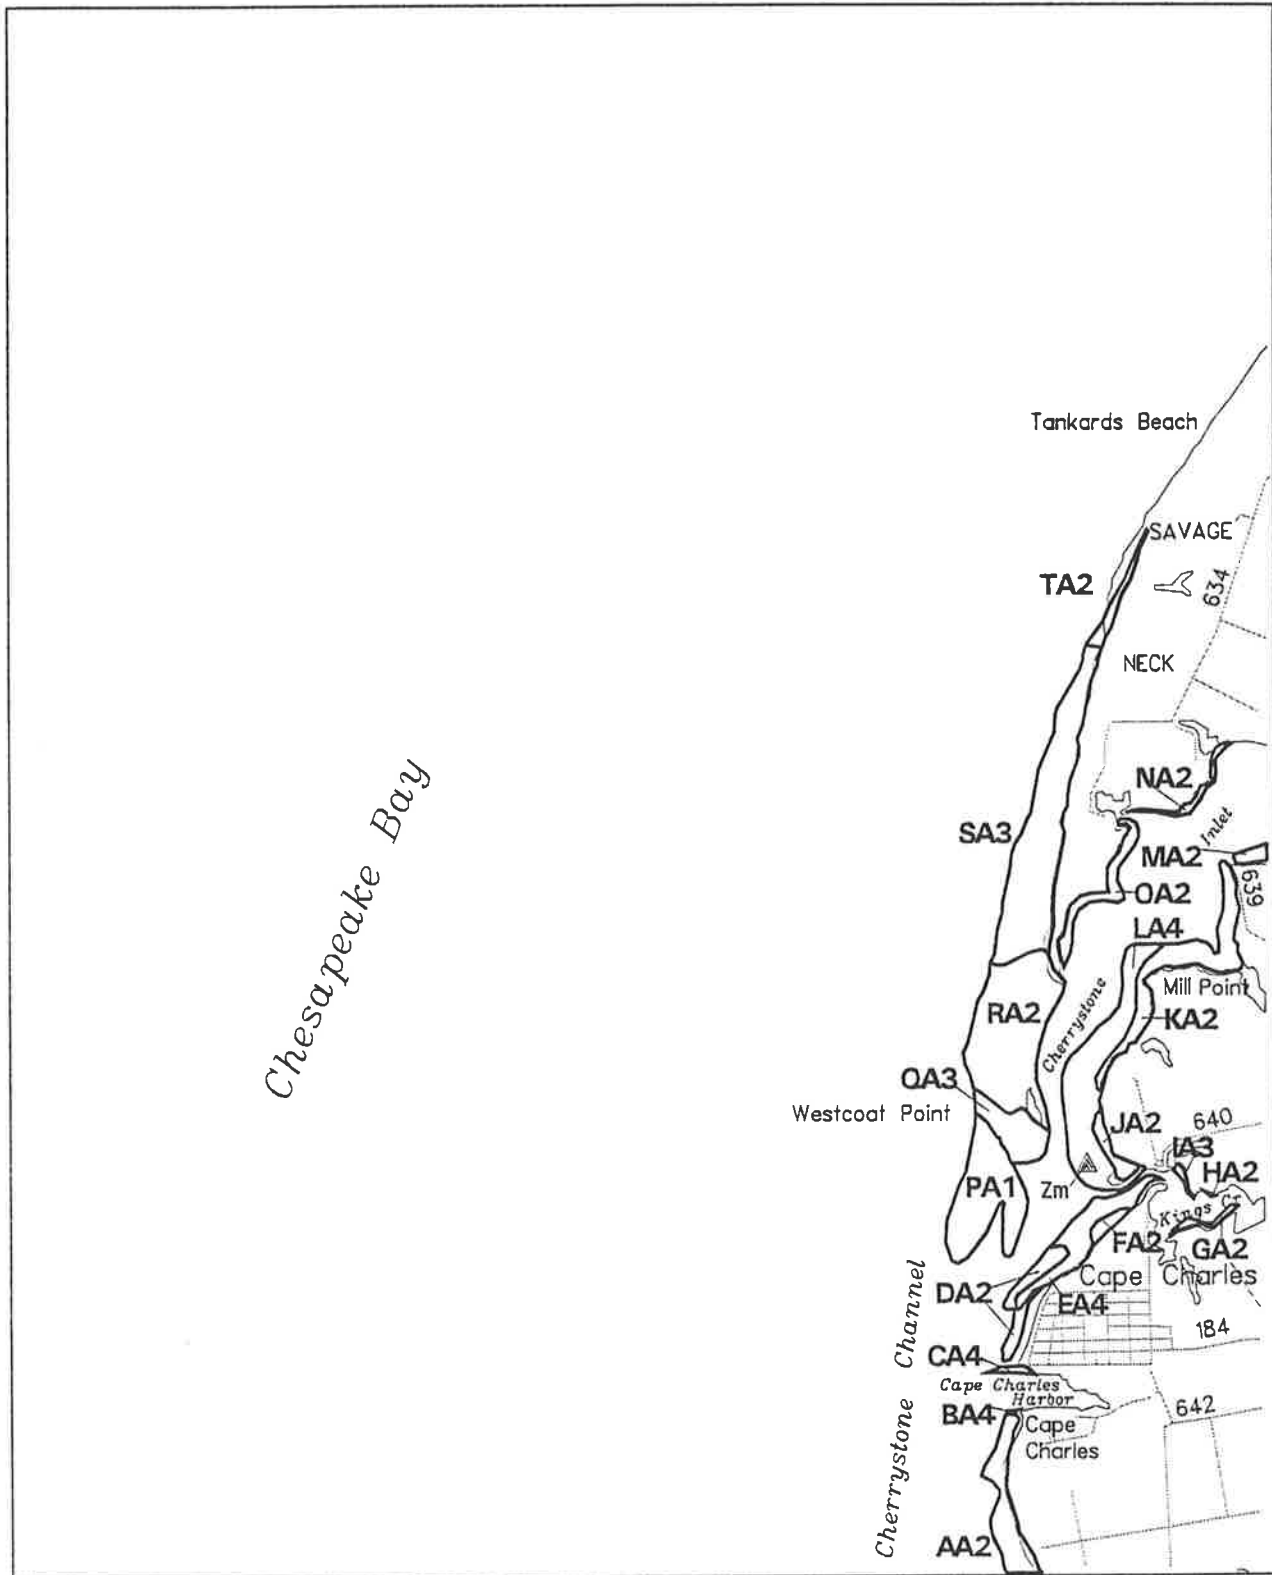 Tankards Beach
SAVAGE
634
TA2
NECK
NA2
Inlet
SA3
MA2
639
OA2
LA4
Mill Point
RA2
KA2
Cherrystone
Chesapeake Bay
QA3
Westcoat Point
JA2
640
IA3
HA2
PA1
Zm
Kings Cr
FA2
GA2
Cape Charles
DA2
EA4
184
CA4
Cape Charles
Harbor
BA4
642
Cape
Charles
Cherrystone Channel
AA2